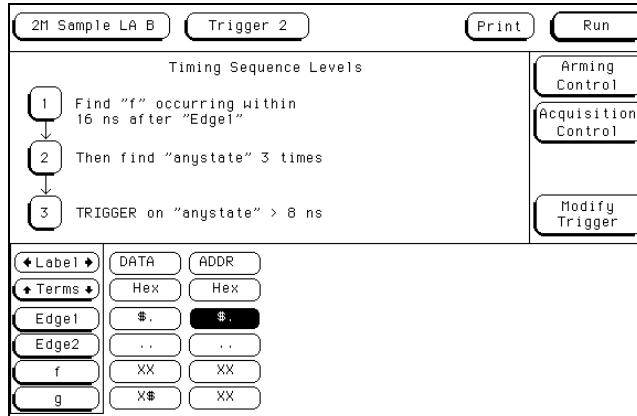 2M Sample LA B Trigger 2 Print Run
Timing Sequence Levels
Arming
Control
Acquisition
Control
1 Find "f" occurring within
16 ns after "Edge1"
2 Then find "anystate" 3 times
3 TRIGGER on "anystate" > 8 ns
Modify
Trigger
Label DATA ADDR
Terms Hex Hex
Edge1 $. $.
Edge2 .. ..
f XX XX
g X$ XX